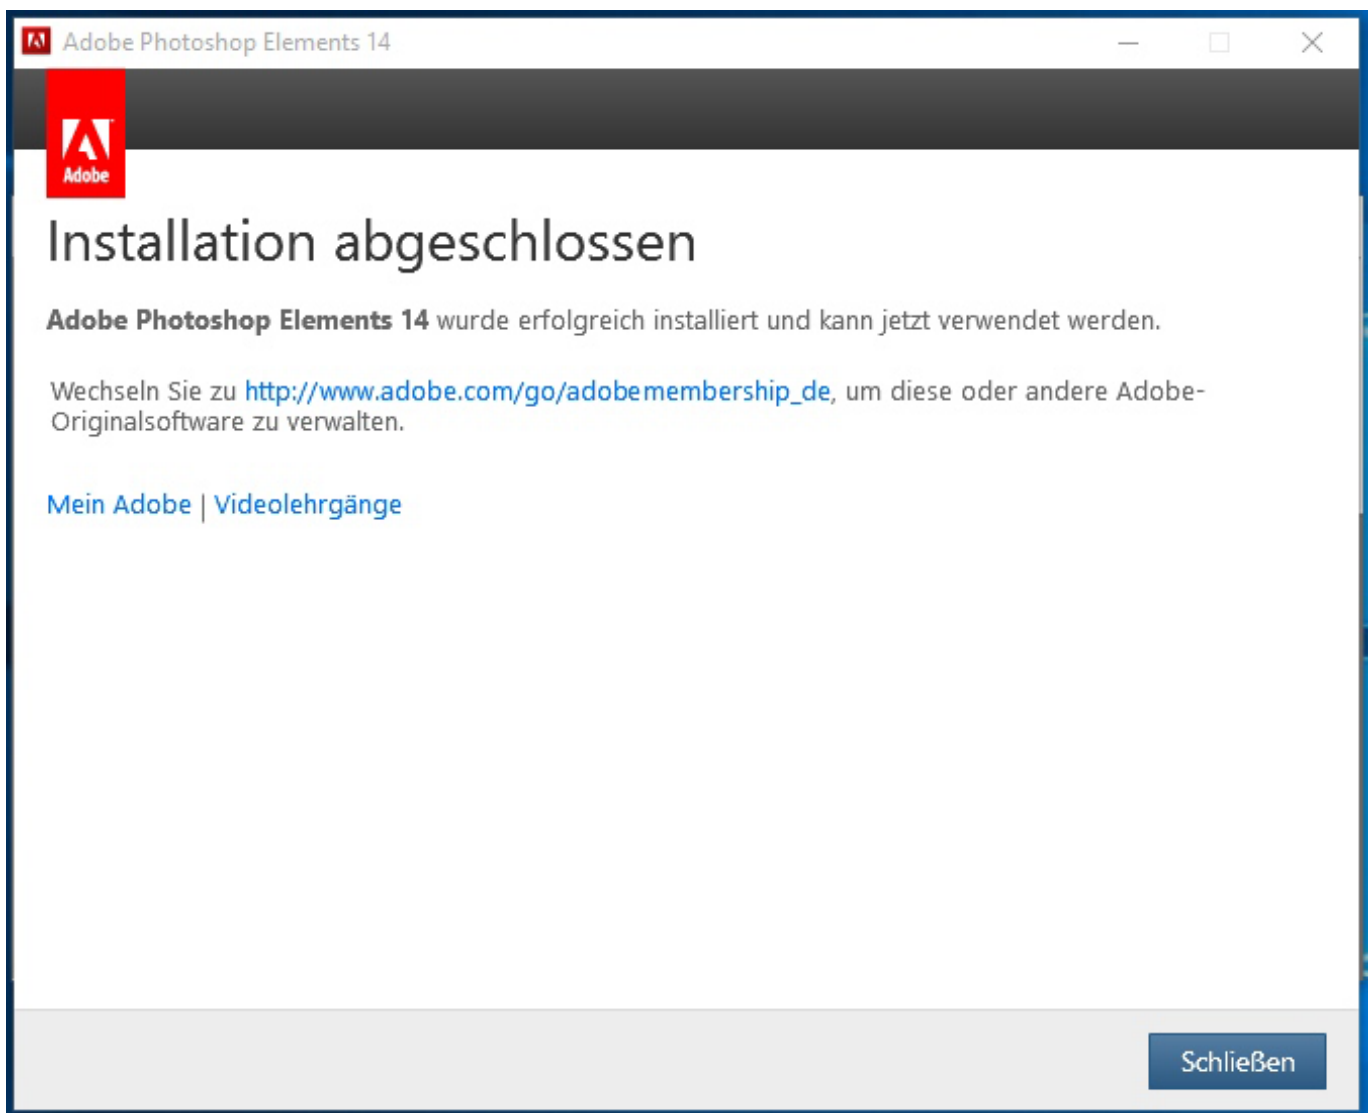 Adobe Photoshop Elements 14
Adobe
Installation abgeschlossen
Adobe Photoshop Elements 14 wurde erfolgreich installiert und kann jetzt verwendet werden.
Wechseln Sie zu http://www.adobe.com/go/adobemembership_de, um diese oder andere Adobe-
Originalsoftware zu verwalten.
Mein Adobe | Videolehrgänge
Schließen